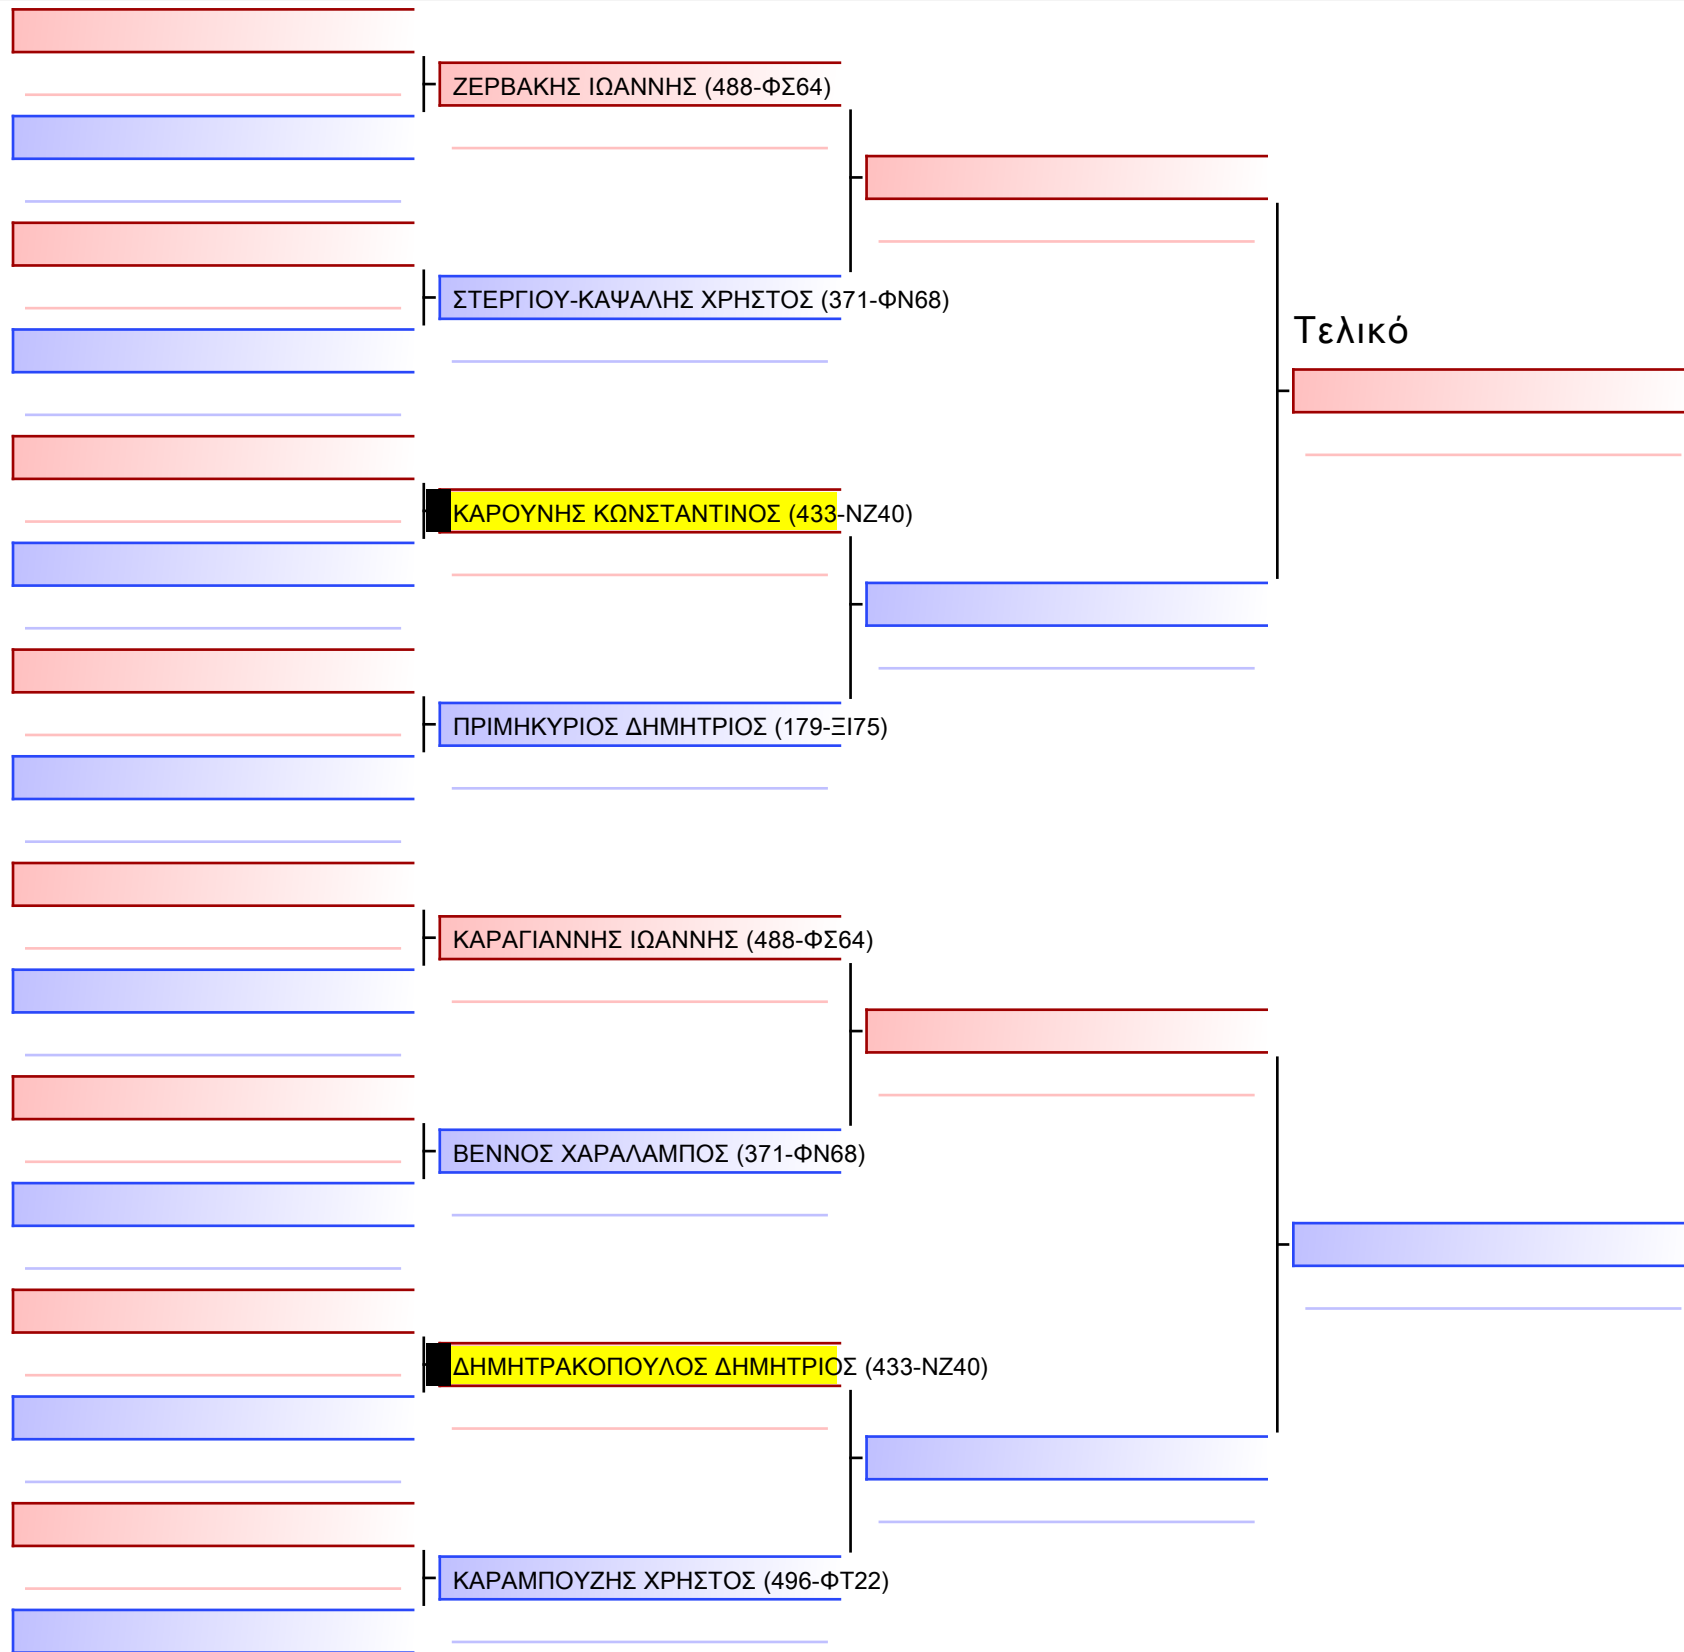 ΖΕΡΒΑΚΗΣ ΙΩΑΝΝΗΣ (488-ΦΣ64)
ΣΤΕΡΓΙΟΥ-ΚΑΨΑΛΗΣ ΧΡΗΣΤΟΣ (371-ΦΝ68)
Τελικό
ΚΑΡΟΥΝΗΣ ΚΩΝΣΤΑΝΤΙΝΟΣ (433-ΝΖ40)
ΠΡΙΜΗΚΥΡΙΟΣ ΔΗΜΗΤΡΙΟΣ (179-ΞΙ75)
ΚΑΡΑΓΙΑΝΝΗΣ ΙΩΑΝΝΗΣ (488-ΦΣ64)
ΒΕΝΝΟΣ ΧΑΡΑΛΑΜΠΟΣ (371-ΦΝ68)
ΔΗΜΗΤΡΑΚΟΠΟΥΛΟΣ ΔΗΜΗΤΡΙΟΣ (433-ΝΖ40)
ΚΑΡΑΜΠΟΥΖΗΣ ΧΡΗΣΤΟΣ (496-ΦΤ22)